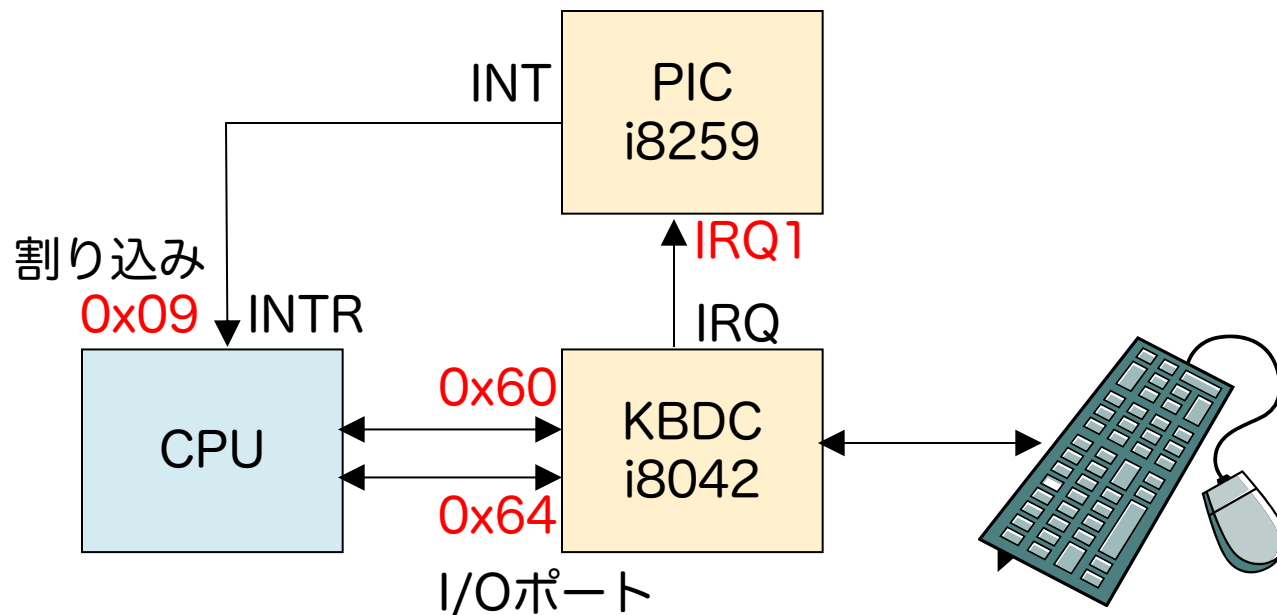 INT
PIC
i8259
IRQ1
割り込み
0x09
INTR
IRQ
0x60
CPU
KBDC
i8042
0x64
I/Oポート